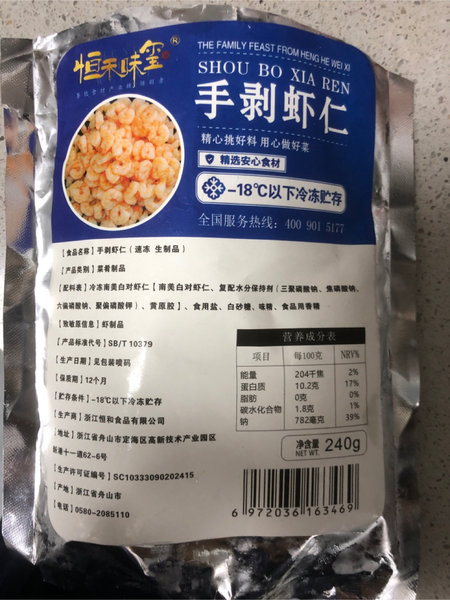 恒禾味玺®
THE FAMILY FEAST FROM HENG HE WEI XI
SHOU BO XIA REN
手剥虾仁
精心挑好料 用心做好菜
精选安心食材
-18℃以下冷冻贮存
全国服务热线：400 901 5177
【食品名称】手剥虾仁（速冻 生制品）
【产品类别】菜肴制品
【配料表】冷冻南美白对虾仁【南美白对虾仁、复配水分保持剂（三聚磷酸钠、焦磷酸钠、
六偏磷酸钠、聚偏磷酸钾）、黄原胶】、食用盐、白砂糖、味精、食品用香精
【致敏原信息】虾制品
【产品标准代号】SB/T 10379
【生产日期】见包装喷码
【保质期】12个月
【贮存条件】-18℃以下冷冻贮存
【生产商】浙江恒和食品有限公司
【地址】浙江省舟山市定海区高新技术产业园区
新港十一道62-6号
【生产许可证编号】SC10333090202415
【产地】浙江省舟山市
【电话】0580-2085110
营养成分表
项目 每100克 NRV%
能量 204千焦 2%
蛋白质 10.2克 17%
脂肪 0克 0%
碳水化合物 1.8克 1%
钠 782毫克 39%
净含量 240g
NET WT.
6 972036 163469